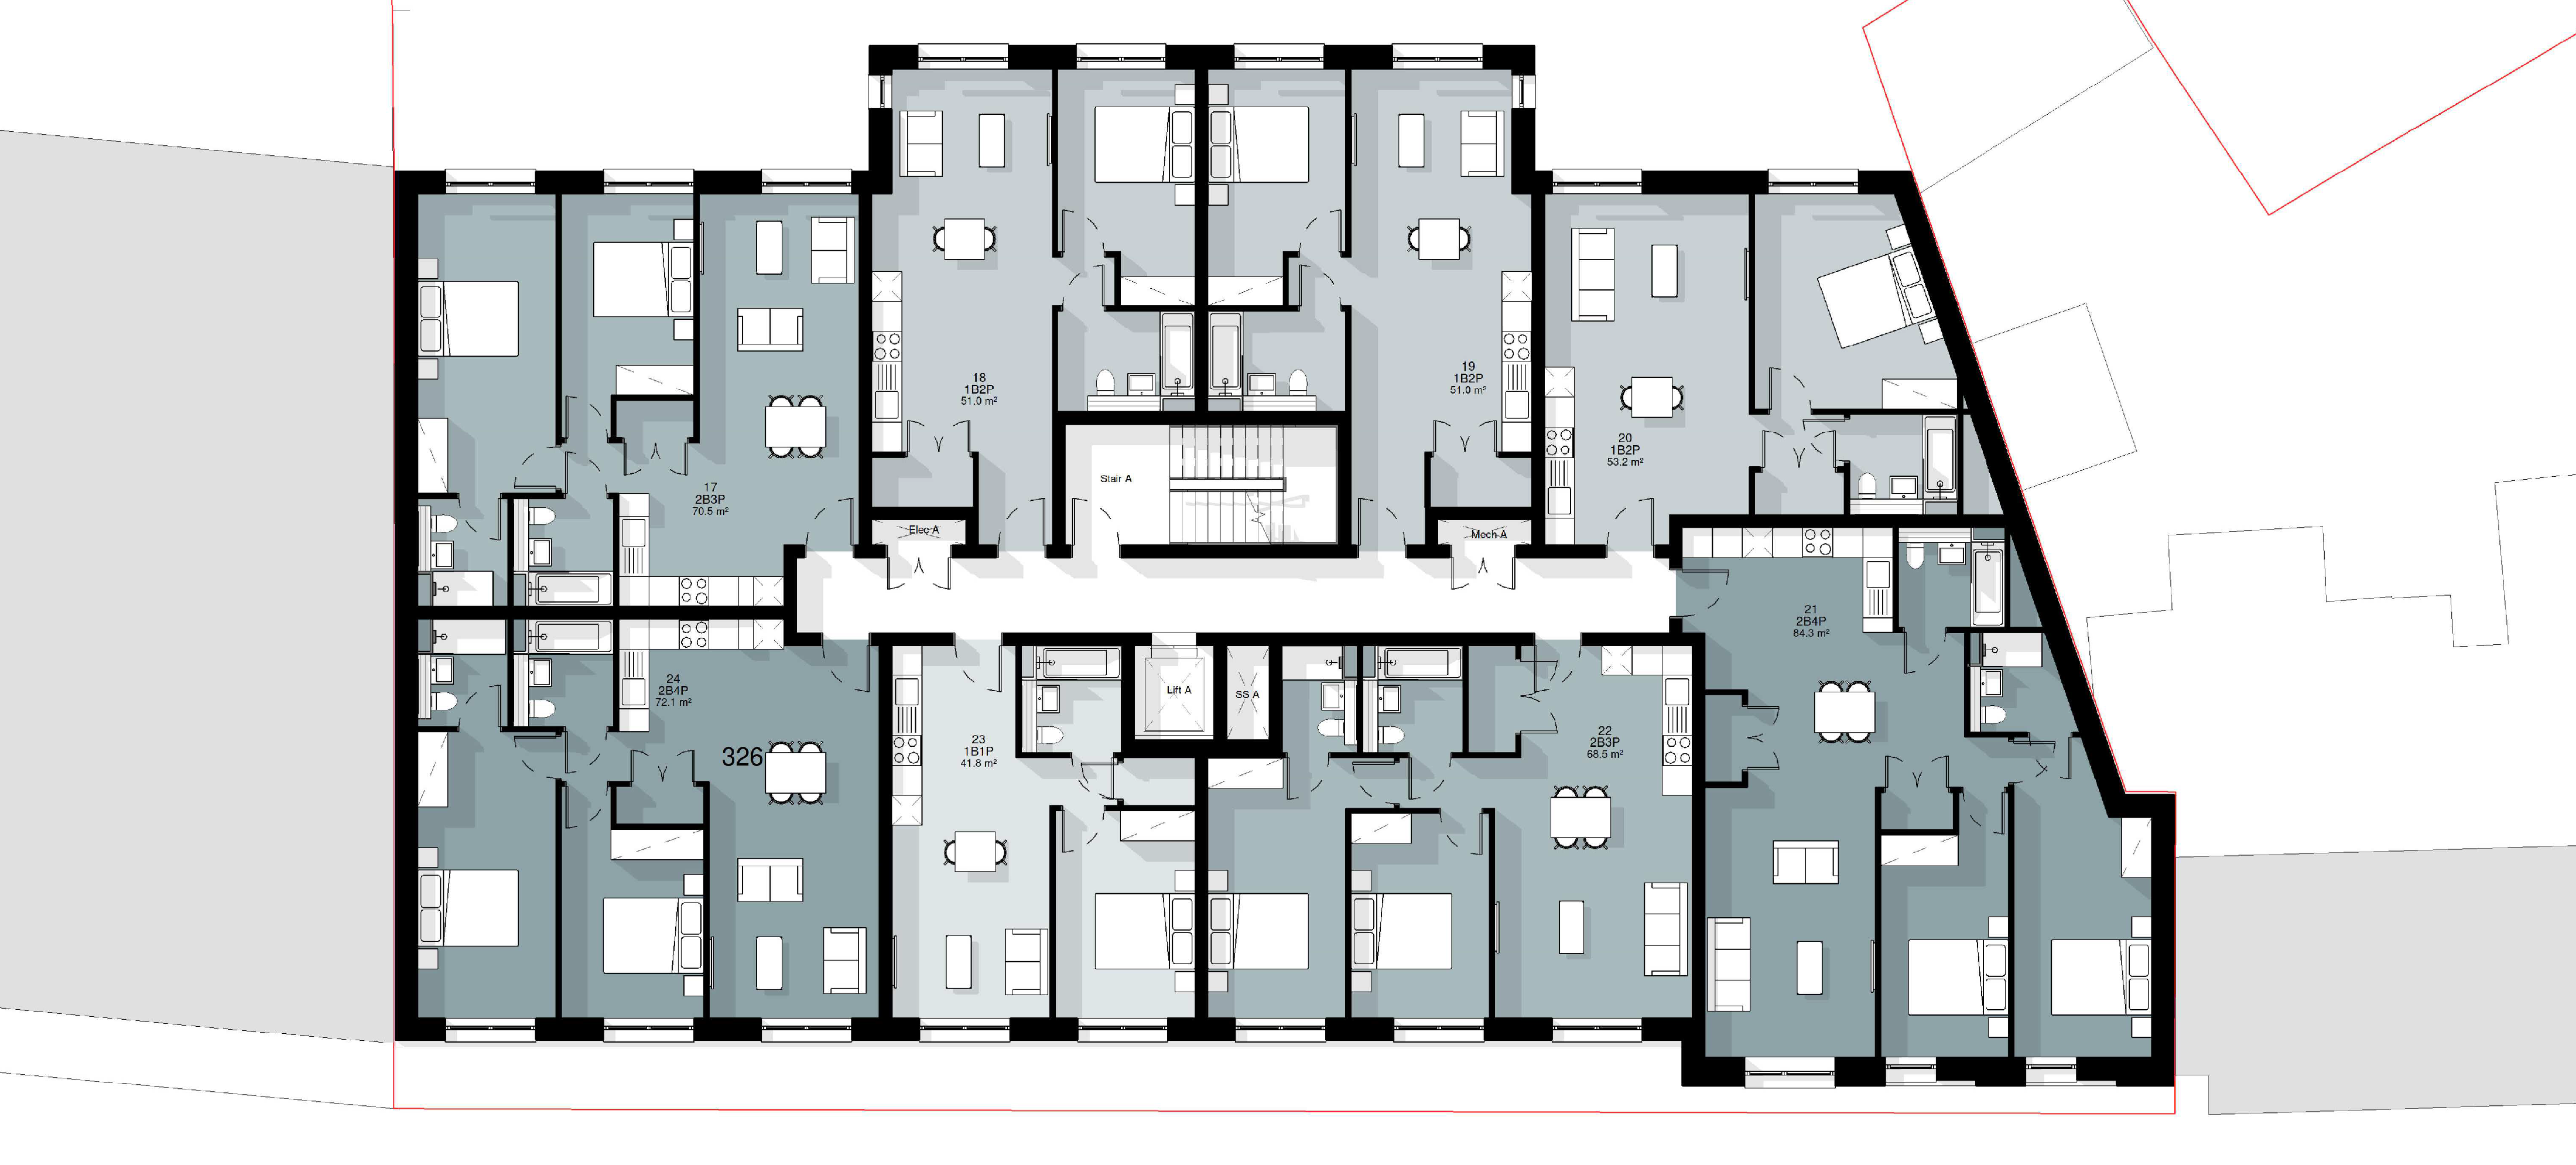 18
1B2P
51.0 m²
19
1B2P
51.0 m²
20
1B2P
53.2 m²
17
2B3P
70.5 m²
Stair A
Elec A
Mech A
21
2B4P
84.3 m²
24
2B4P
72.1 m²
326
23
1B1P
41.8 m²
Lift A
SS A
22
2B3P
68.5 m²